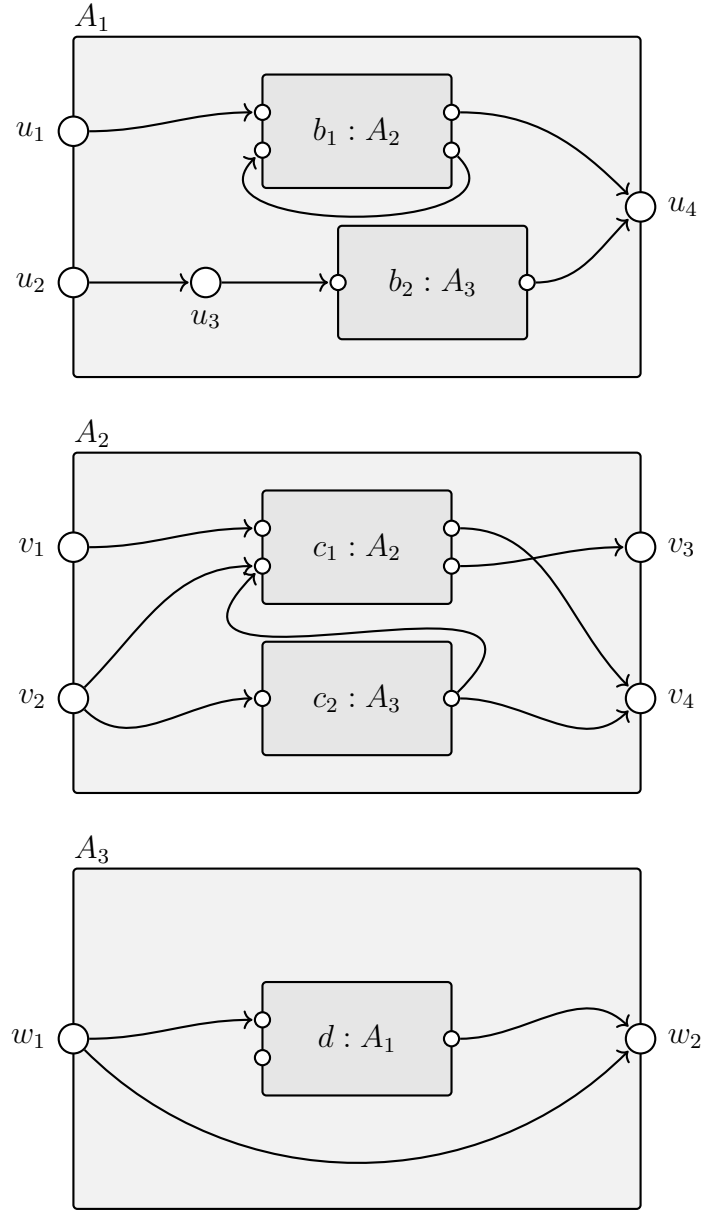 A₁
u₁
b₁ : A₂
u₄
u₂
u₃
b₂ : A₃
A₂
v₁
c₁ : A₂
v₃
v₂
c₂ : A₃
v₄
A₃
w₁
d : A₁
w₂